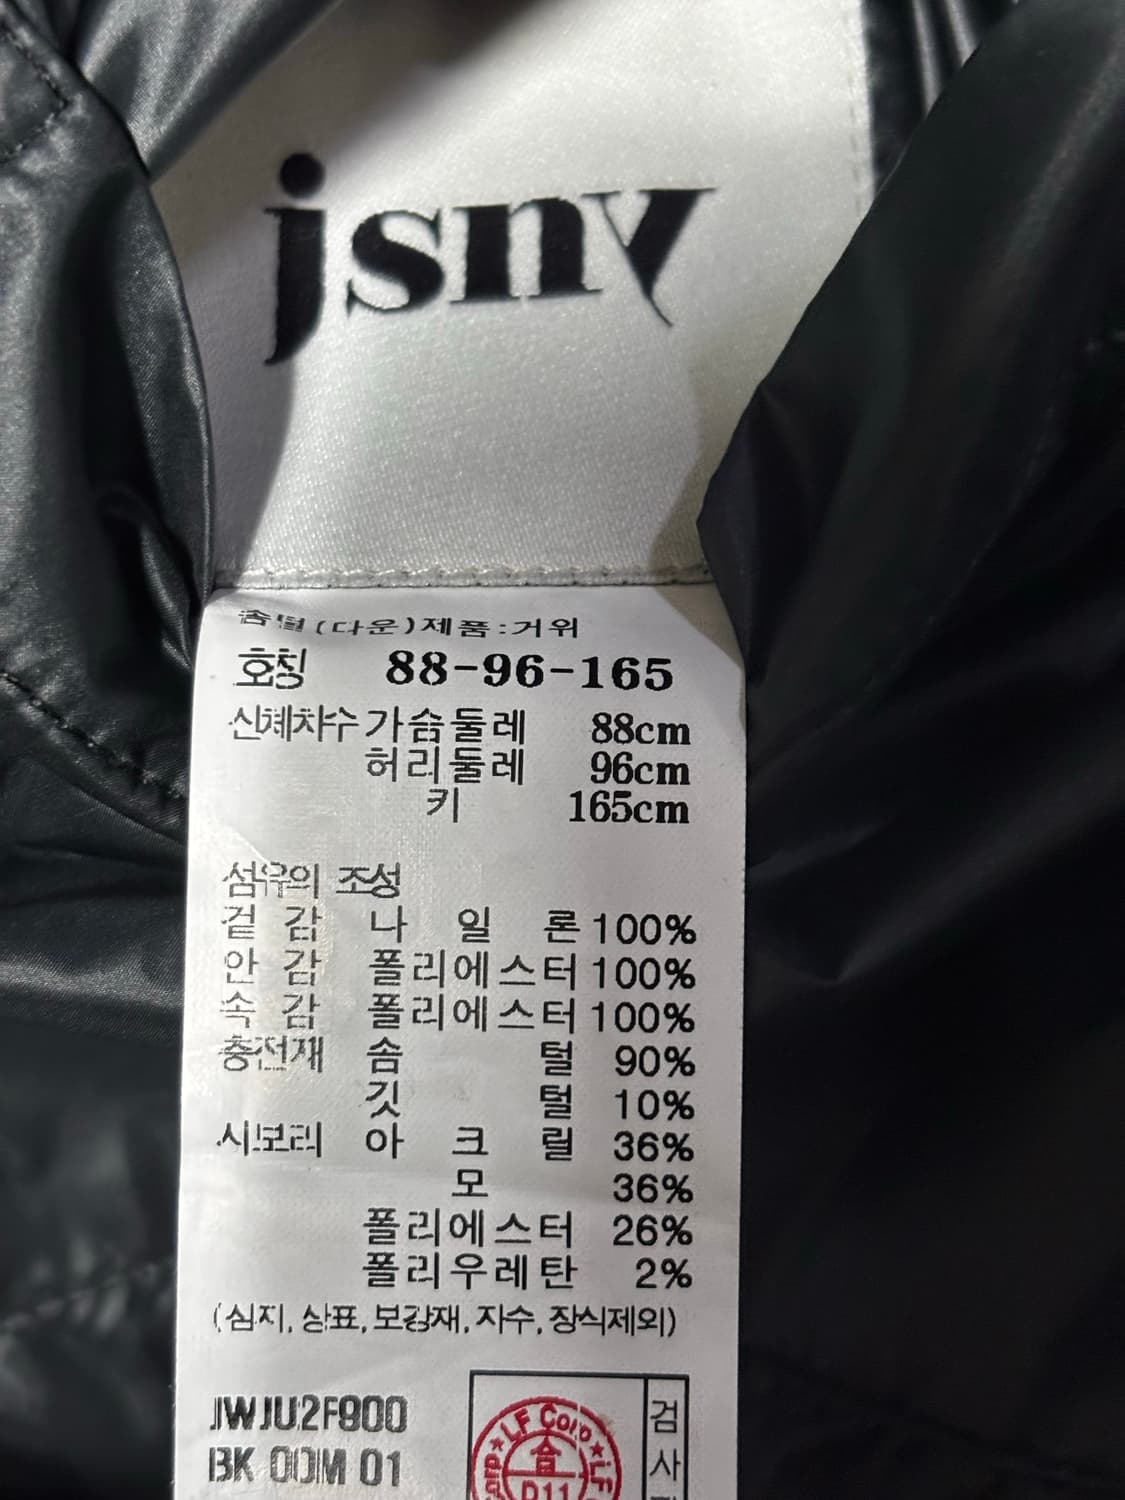 jsny
솜털(다운)제품:거위
호칭 88-96-165
신체치수 가슴둘레 88cm
허리둘레 96cm
키 165cm
섬유의 조성
겉 감 나 일 론 100%
안 감 폴리에스터 100%
속 감 폴리에스터 100%
충전재 솜 털 90%
깃 털 10%
시보리 아 크 릴 36%
모 36%
폴리에스터 26%
폴리우레탄 2%
(심지, 상표, 보강재, 자수, 장식제외)
JWJU2F900
BK 00M 01
LF Corp
합
D11
검
사